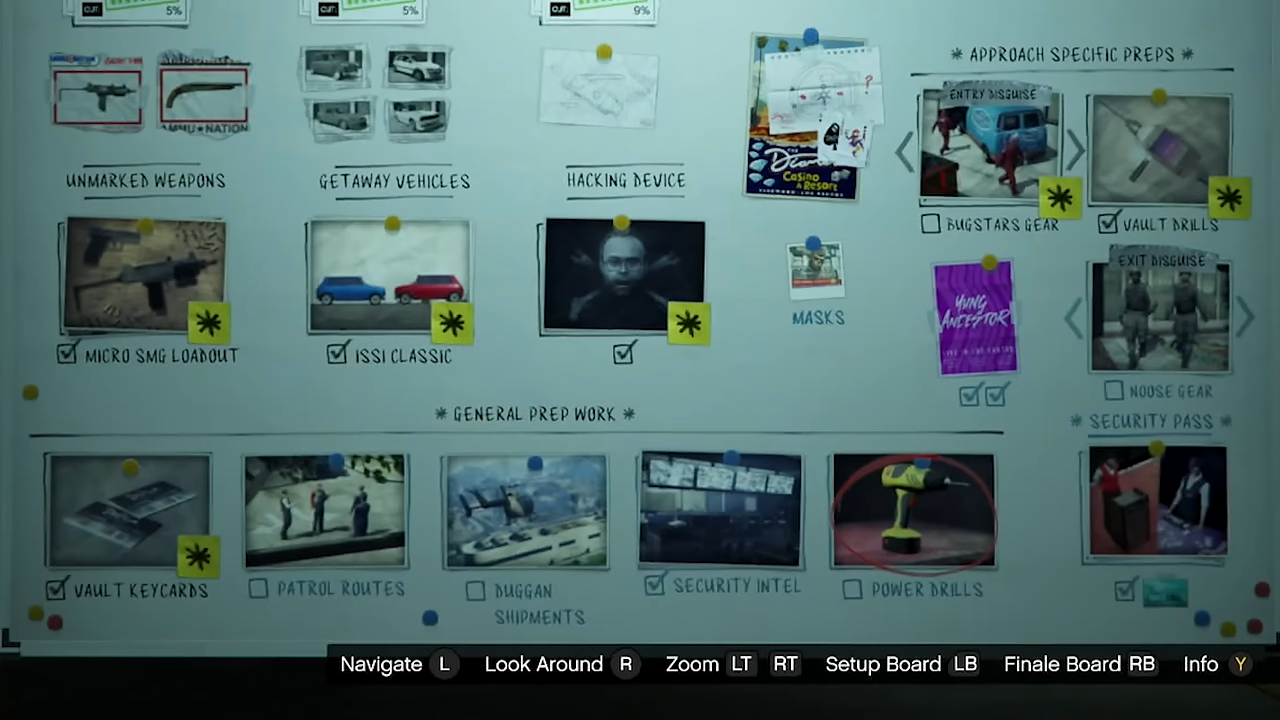 CUT: 5%
CUT: 5%
CUT: 9%
* APPROACH SPECIFIC PREPS *
AMMU★NATION
ENTRY DISGUISE
?
THE
Diamond
Casino
& Resort
UNMARKED WEAPONS
GETAWAY VEHICLES
HACKING DEVICE
BUGSTARS GEAR
VAULT DRILLS
EXIT DISGUISE
YUNG
ANCESTOR
MASKS
MICRO SMG LOADOUT
ISSI CLASSIC
NOOSE GEAR
* GENERAL PREP WORK *
* SECURITY PASS *
VAULT KEYCARDS
PATROL ROUTES
DUGGAN
SHIPMENTS
SECURITY INTEL
POWER DRILLS
Navigate L Look Around R Zoom LT RT Setup Board LB Finale Board RB Info Y